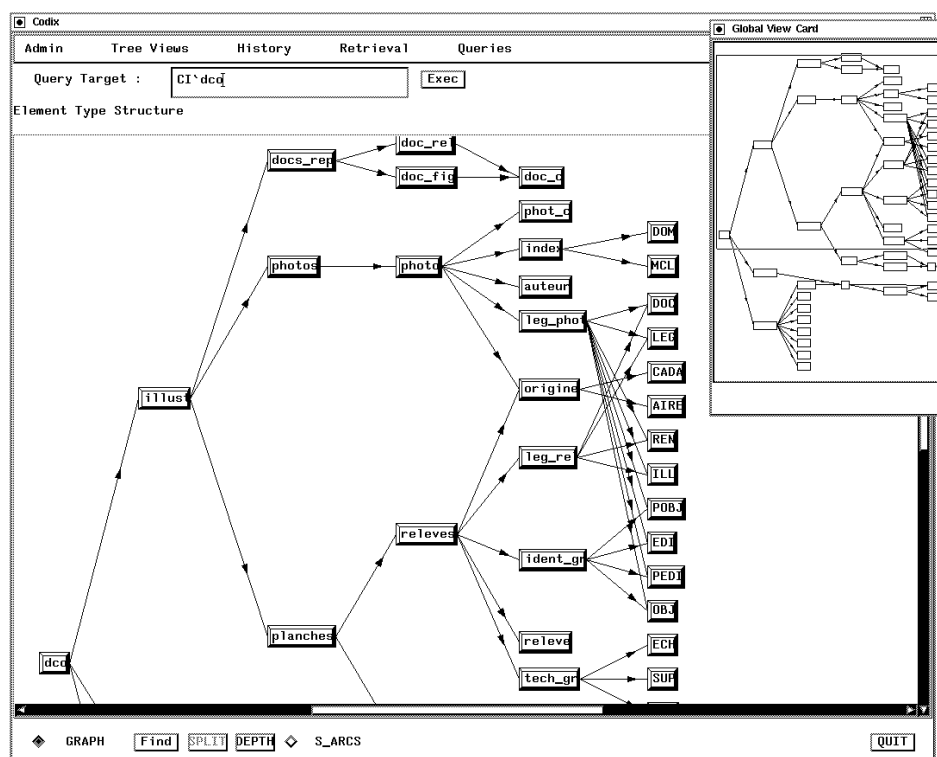 Codix
Global View Card
Admin Tree Views History Retrieval Queries
Query Target : CI`dco Exec
Element Type Structure
doc_rel
docs_rep
doc_fig doc_c
phot_c
DOM
index
photos photo MCL
auteur
DOC
leg_phot
LEG
CADA
origine
illust
AIRE
REN
leg_re
ILL
POBJ
releves
EDI
ident_gr
PEDI
OBJ
planches
releve
ECH
dco
tech_gr SUP
GRAPH Find SPLIT DEPTH S_ARCS QUIT